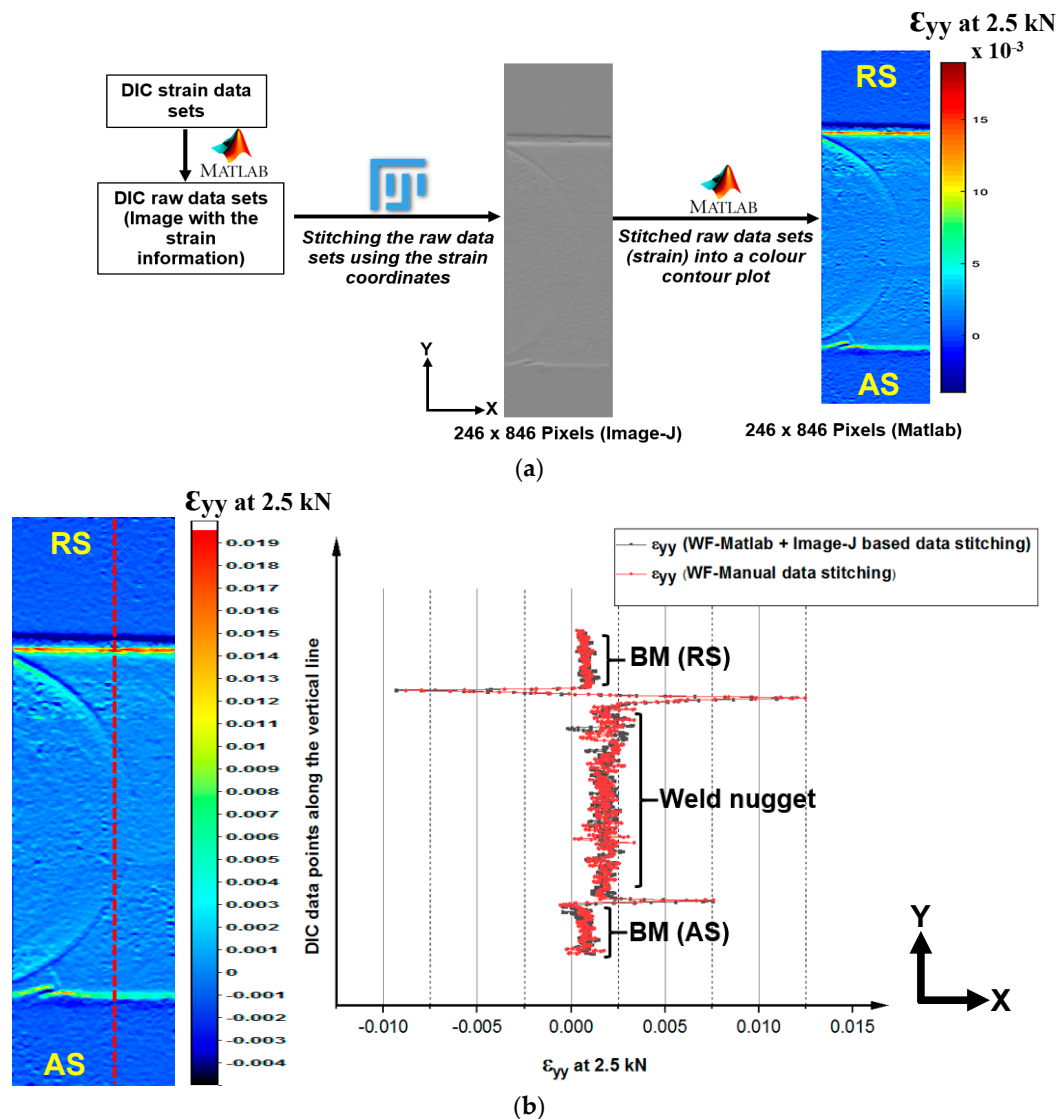 εyy at 2.5 kN
x 10-3
DIC strain data
sets
MATLAB
DIC raw data sets
(Image with the
strain
information)
Stitching the raw data
sets using the strain
coordinates
MATLAB
Stitched raw data sets
(strain) into a colour
contour plot
RS
AS
15
10
5
0
Y
X
246 x 846 Pixels (Image-J)
246 x 846 Pixels (Matlab)
(a)
εyy at 2.5 kN
RS
AS
0.019
0.018
0.017
0.016
0.015
0.014
0.013
0.012
0.011
0.01
0.009
0.008
0.007
0.006
0.005
0.004
0.003
0.002
0.001
0
-0.001
-0.002
-0.003
-0.004
DIC data points along the vertical line
εyy (WF-Matlab + Image-J based data stitching)
εyy (WF-Manual data stitching)
BM (RS)
Weld nugget
BM (AS)
-0.010
-0.005
0.000
0.005
0.010
0.015
εyy at 2.5 kN
Y
X
(b)